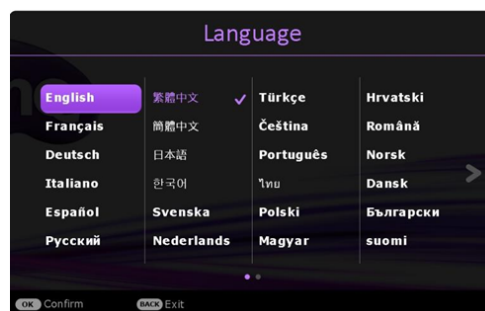 Language
English
Français
Deutsch
Italiano
Español
Русский
繁體中文
簡體中文
日本語
한국어
Svenska
Nederlands
Türkçe
Čeština
Português
ไทย
Polski
Magyar
Hrvatski
Română
Norsk
Dansk
Български
suomi
OK Confirm
BACK Exit